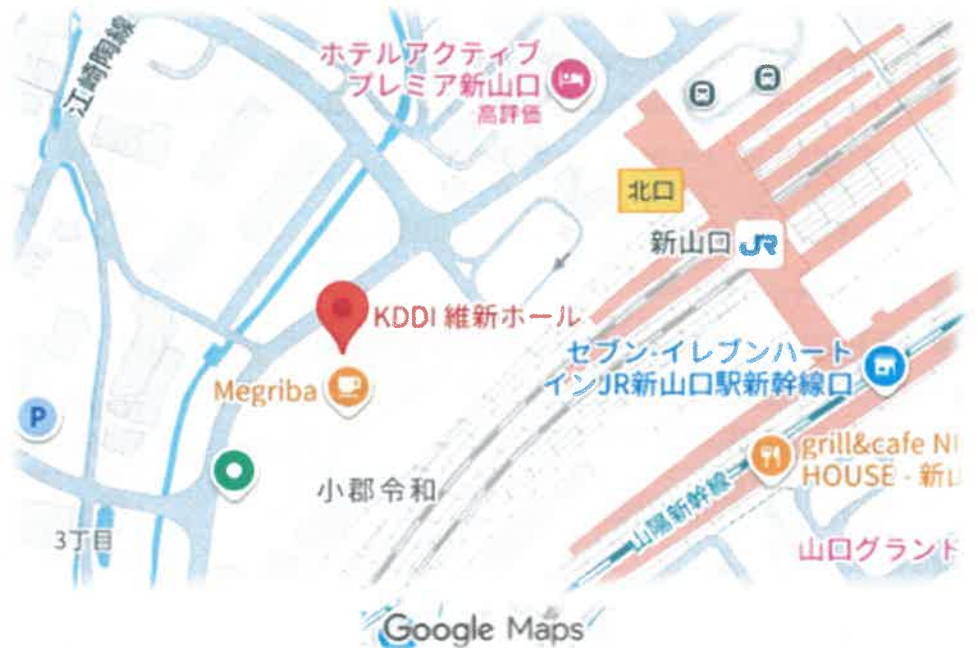 江崎陶線
ホテルアクティブ
プレミア新山口
高評価
北口
新山口 JR
KDDI 維新ホール
セブン-イレブンハート
インJR新山口駅新幹線口
Megriba
P
grill&cafe NI
HOUSE - 新山
小郡令和
山陽新幹線
3丁目
山口グランド
Google Maps